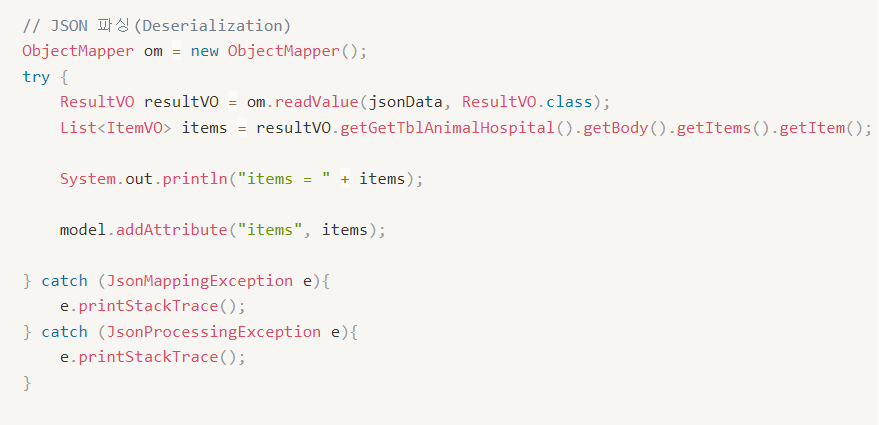 // JSON 파싱(Deserialization)
ObjectMapper om = new ObjectMapper();
try {
    ResultVO resultVO = om.readValue(jsonData, ResultVO.class);
    List<ItemVO> items = resultVO.getGetTblAnimalHospital().getBody().getItems().getItem();
    System.out.println("items = " + items);
    model.addAttribute("items", items);
} catch (JsonMappingException e){
    e.printStackTrace();
} catch (JsonProcessingException e){
    e.printStackTrace();
}